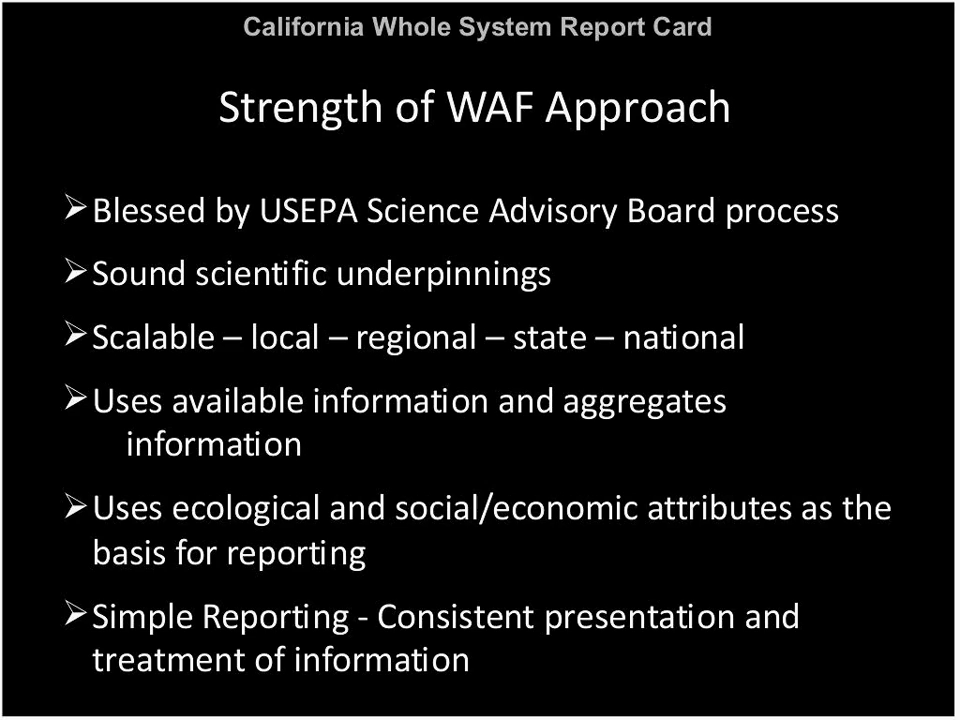 California Whole System Report Card
Strength of WAF Approach
➢ Blessed by USEPA Science Advisory Board process
➢ Sound scientific underpinnings
➢ Scalable – local – regional – state – national
➢ Uses available information and aggregates
information
➢ Uses ecological and social/economic attributes as the
basis for reporting
➢ Simple Reporting - Consistent presentation and
treatment of information